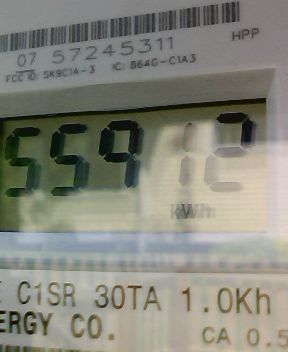 07 57245311
HPP
FCC ID: SK9C1A-3 IC: 864G-C1A3
55912
kWh
C1SR 30TA 1.0Kh
ERGY CO.
CA 0.5